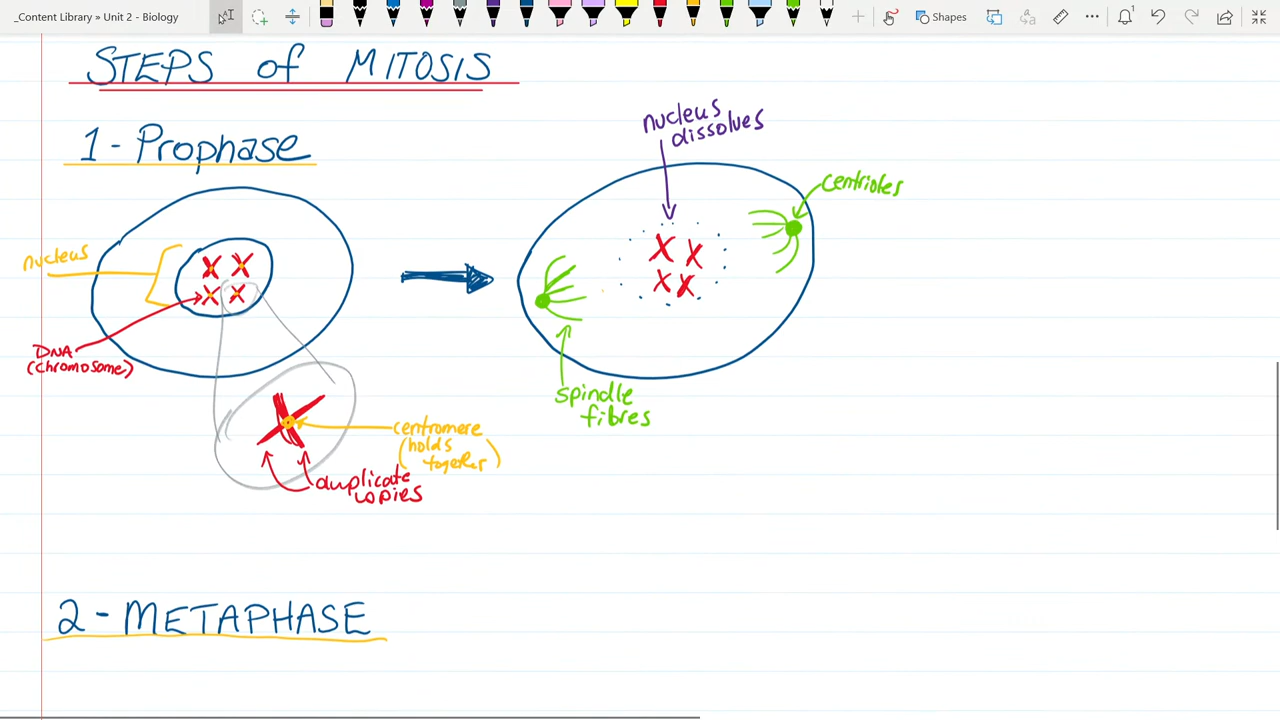 _Content Library » Unit 2 - Biology
Shapes
STEPS of MITOSIS
1 - Prophase
nucleus
dissolves
centrioles
nucleus
DNA
(chromosome)
spindle
fibres
centromere
(holds
together)
duplicate
copies
2 - METAPHASE